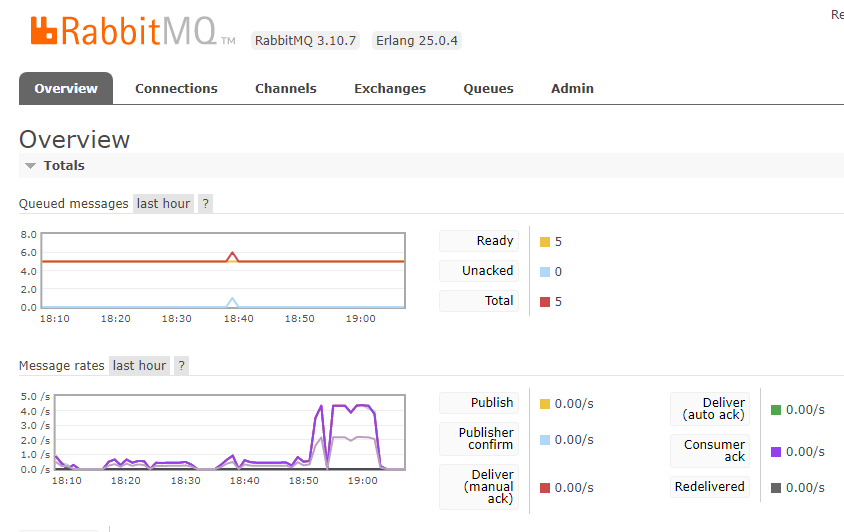 Re
RabbitMQ TM RabbitMQ 3.10.7 Erlang 25.0.4
Overview Connections Channels Exchanges Queues Admin
Overview
Totals
Queued messages last hour ?
8.0
6.0
4.0
2.0
0.0
18:10 18:20 18:30 18:40 18:50 19:00
Ready 5
Unacked 0
Total 5
Message rates last hour ?
5.0 /s
4.0 /s
3.0 /s
2.0 /s
1.0 /s
0.0 /s
18:10 18:20 18:30 18:40 18:50 19:00
Publish 0.00/s
Publisher
confirm 0.00/s
Deliver
(manual
ack) 0.00/s
Deliver
(auto ack) 0.00/s
Consumer
ack 0.00/s
Redelivered 0.00/s